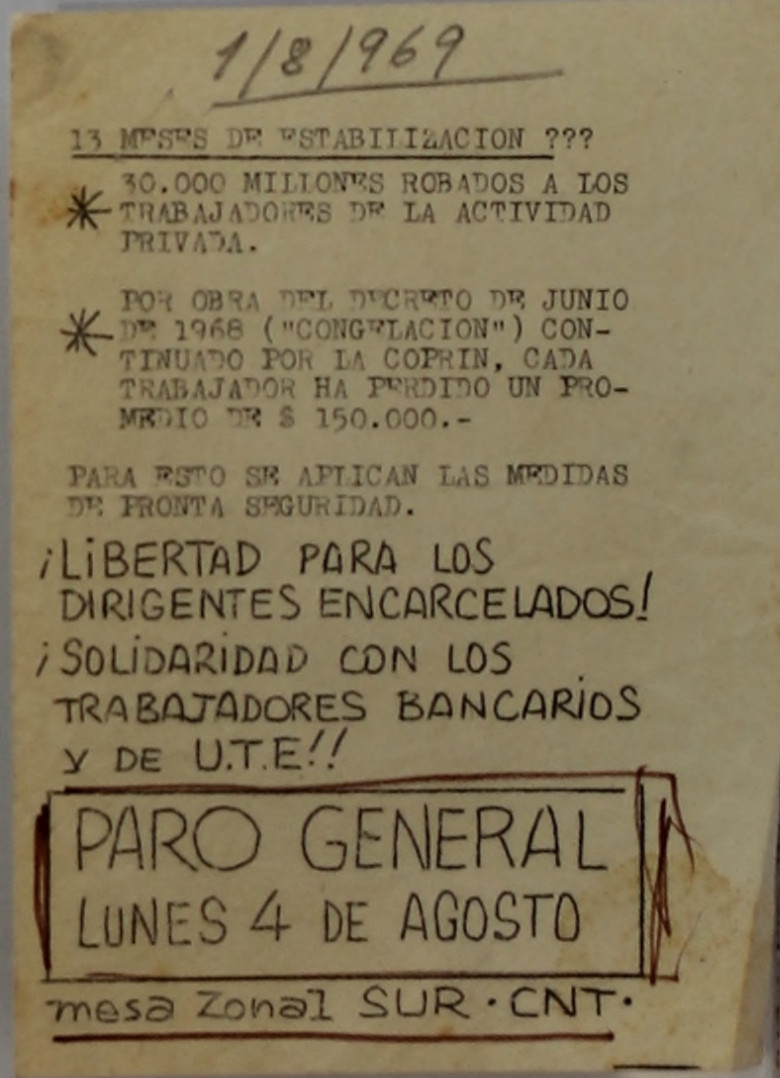 1/8/969
13 MESES DE ESTABILIZACION ???
* 30.000 MILLONES ROBADOS A LOS
TRABAJADORES DE LA ACTIVIDAD
PRIVADA.
POR OBRA DEL DECRETO DE JUNIO
* DE 1968 ("CONGELACION") CON-
TINUADO POR LA COPRIN, CADA
TRABAJADOR HA PERDIDO UN PRO-
MEDIO DE $ 150.000.-
PARA ESTO SE APLICAN LAS MEDIDAS
DE PRONTA SEGURIDAD.
¡LIBERTAD PARA LOS
DIRIGENTES ENCARCELADOS!
¡SOLIDARIDAD CON LOS
TRABAJADORES BANCARIOS
Y DE U.T.E!!
PARO GENERAL
LUNES 4 DE AGOSTO
mesa zonal SUR · CNT ·